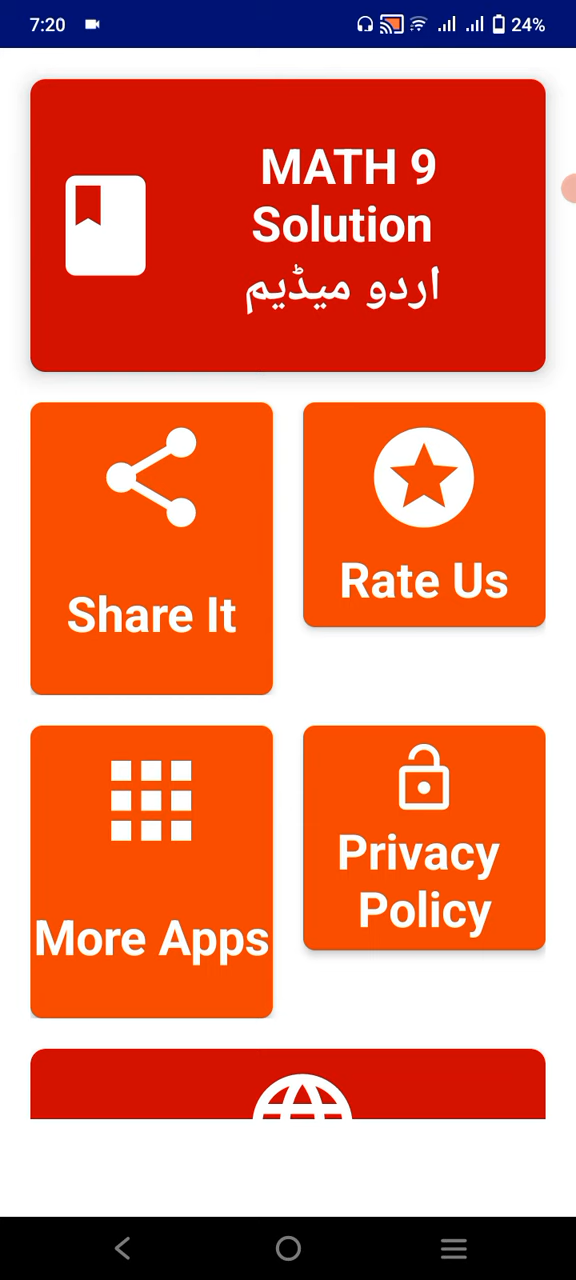 7:20
24%
MATH 9
Solution
اردو میڈیم
Share It
Rate Us
More Apps
Privacy
Policy